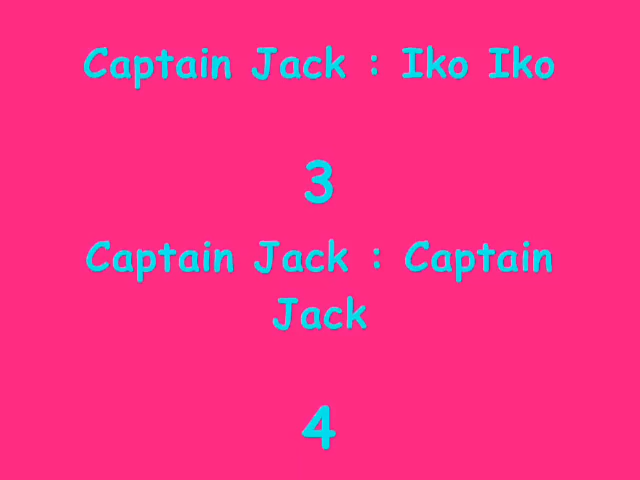 Captain Jack : Iko Iko
3
Captain Jack : Captain
Jack
4